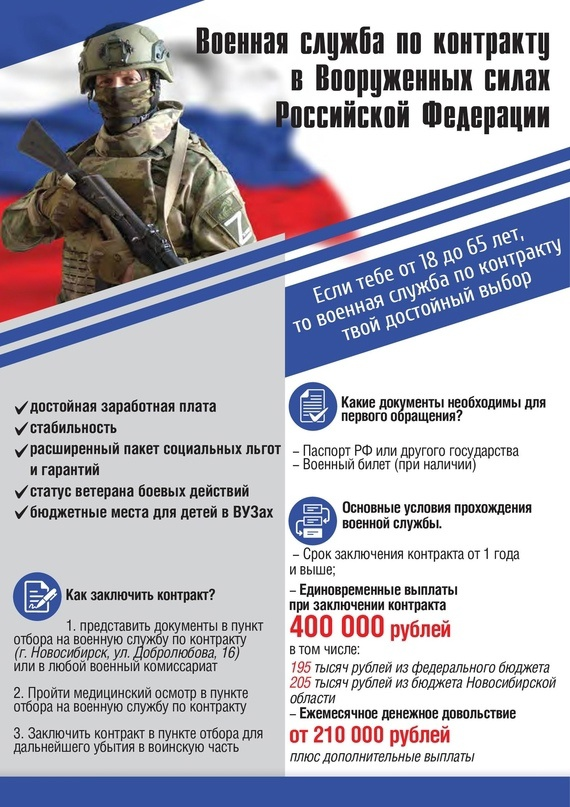 Военная служба по контракту
в Вооруженных силах
Российской Федерации
Z
Если тебе от 18 до 65 лет,
то военная служба по контракту
твой достойный выбор
достойная заработная плата
стабильность
расширенный пакет социальных льгот
и гарантий
статус ветерана боевых действий
бюджетные места для детей в ВУЗах
Как заключить контракт?
1. представить документы в пункт
отбора на военную службу по контракту
(г. Новосибирск, ул. Добролюбова, 16)
или в любой военный комиссариат
2. Пройти медицинский осмотр в пункте
отбора на военную службу по контракту
3. Заключить контракт в пункте отбора для
дальнейшего убытия в воинскую часть
Какие документы необходимы для
первого обращения?
– Паспорт РФ или другого государства
– Военный билет (при наличии)
Основные условия прохождения
военной службы.
– Срок заключения контракта от 1 года
и выше;
– Единовременные выплаты
при заключении контракта
400 000 рублей
в том числе:
195 тысяч рублей из федерального бюджета
205 тысяч рублей из бюджета Новосибирской
области
– Ежемесячное денежное довольствие
от 210 000 рублей
плюс дополнительные выплаты